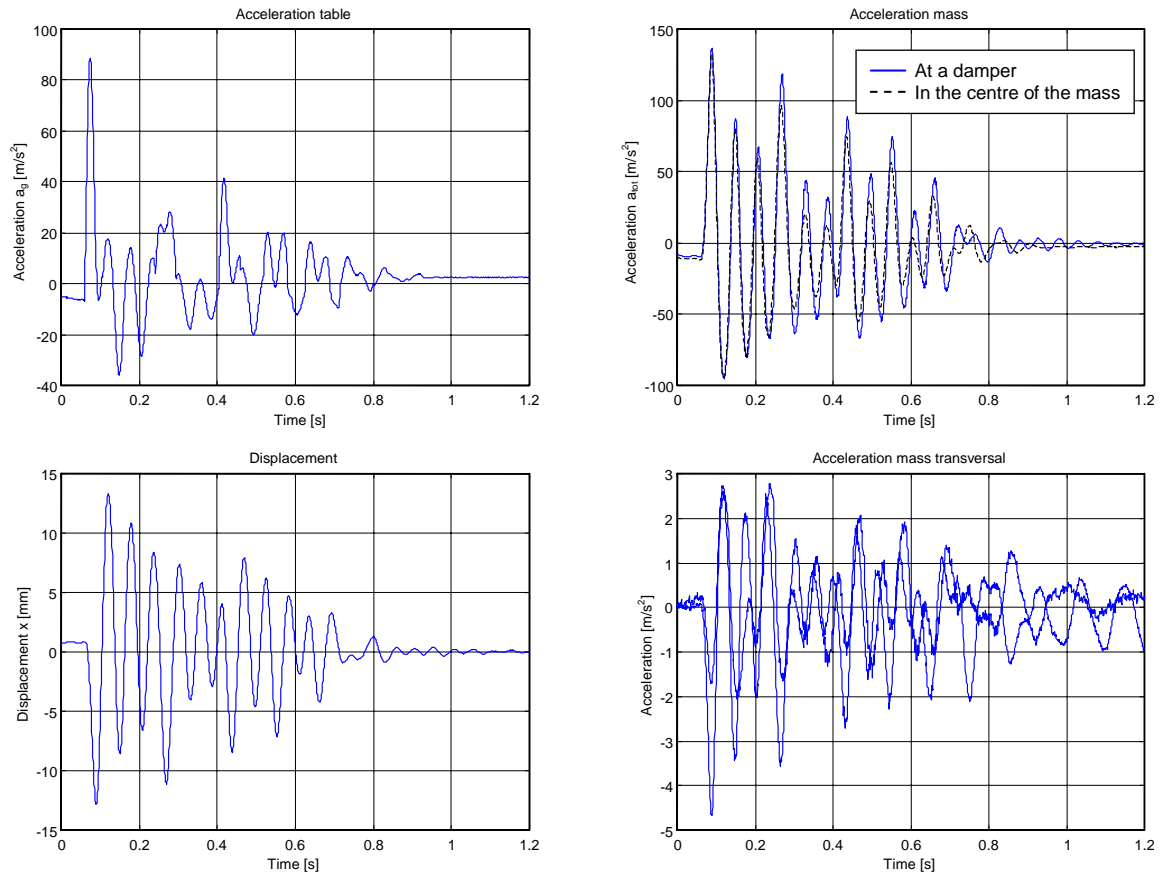 Acceleration table
Acceleration a_g [m/s²]
100
80
60
40
20
0
-20
-40
0 0.2 0.4 0.6 0.8 1 1.2
Time [s]
Acceleration mass
Acceleration a_tot [m/s²]
150
100
50
0
-50
-100
At a damper
In the centre of the mass
0 0.2 0.4 0.6 0.8 1 1.2
Time [s]
Displacement
Displacement x [mm]
15
10
5
0
-5
-10
-15
0 0.2 0.4 0.6 0.8 1 1.2
Time [s]
Acceleration mass transversal
Acceleration [m/s²]
3
2
1
0
-1
-2
-3
-4
-5
0 0.2 0.4 0.6 0.8 1 1.2
Time [s]